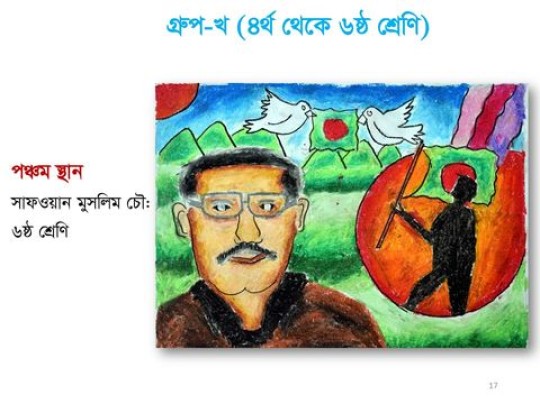 গ্রুপ-খ (৪র্থ থেকে ৬ষ্ঠ শ্রেণি)
পঞ্চম স্থান
সাফওয়ান মুসলিম চৌ:
৬ষ্ঠ শ্রেণি
17